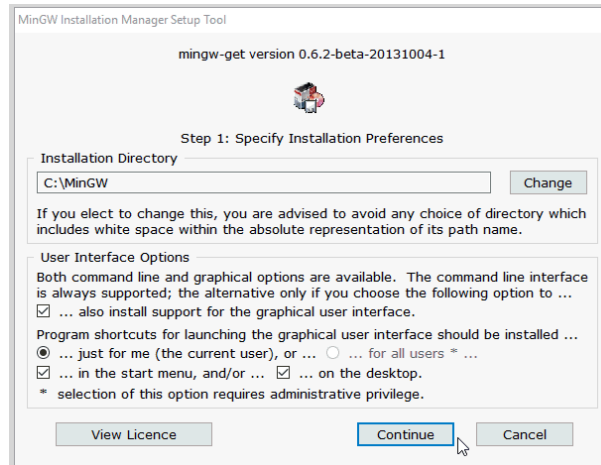 MinGW Installation Manager Setup Tool
mingw-get version 0.6.2-beta-20131004-1
Step 1: Specify Installation Preferences
Installation Directory
C:\MinGW
Change
If you elect to change this, you are advised to avoid any choice of directory which
includes white space within the absolute representation of its path name.
User Interface Options
Both command line and graphical options are available. The command line interface
is always supported; the alternative only if you choose the following option to ...
... also install support for the graphical user interface.
Program shortcuts for launching the graphical user interface should be installed ...
... just for me (the current user), or ... ... for all users * ...
... in the start menu, and/or ... ... on the desktop.
* selection of this option requires administrative privilege.
View Licence Continue Cancel